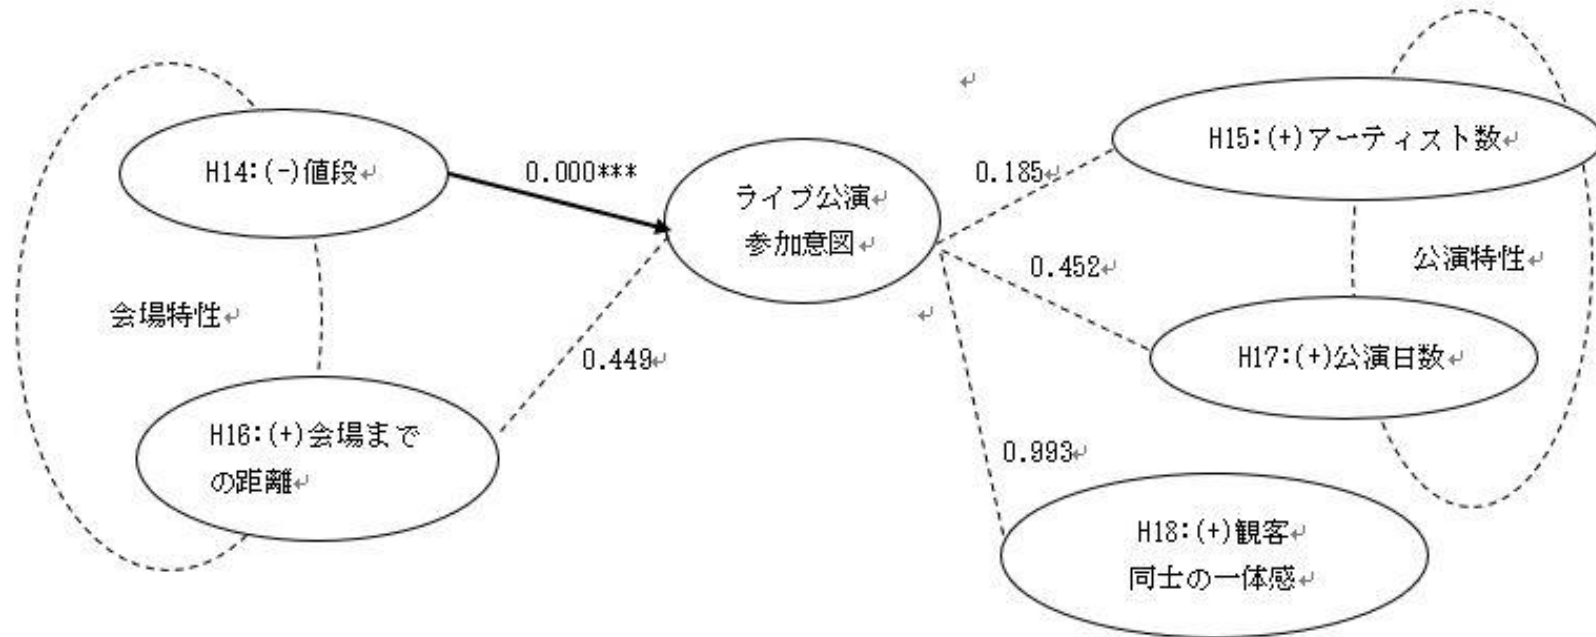 H14:(-)値段
0.000***
ライブ公演
参加意図
0.185
H15:(+)アーティスト数
会場特性
0.449
0.452
公演特性
H17:(+)公演日数
H16:(+)会場まで
の距離
0.993
H18:(+)観客
同士の一体感